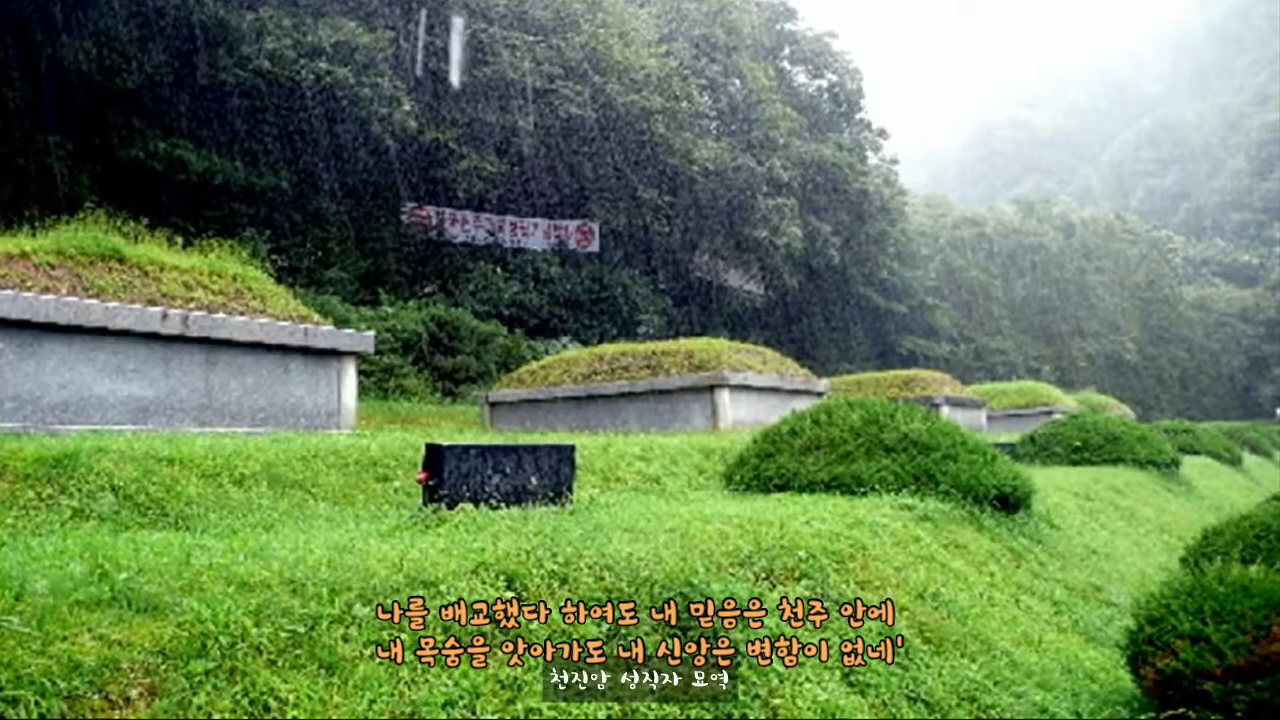 나를 배교했다 하여도 내 믿음은 천주 안에
내 목숨을 앗아가도 내 신앙은 변함이 없네'
천진암 성직자 묘역